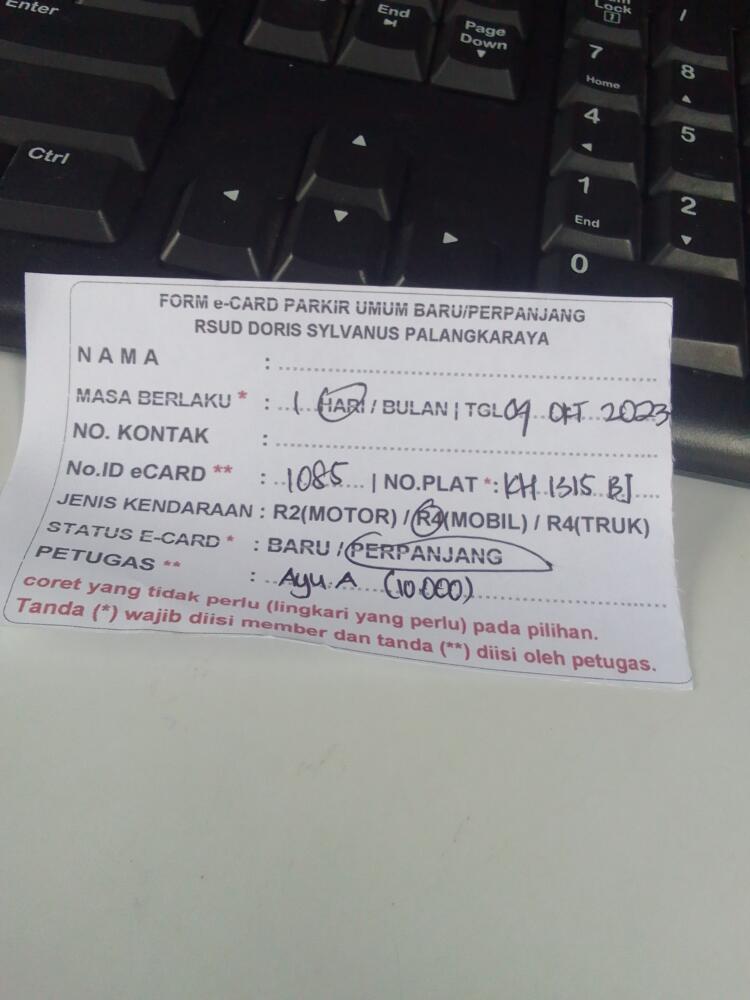 Enter
End
Page
Down
Lock
/
7
Home
8
Ctrl
4
5
1
End
2
0
FORM e-CARD PARKIR UMUM BARU/PERPANJANG
RSUD DORIS SYLVANUS PALANGKARAYA
NAMA :
MASA BERLAKU * : 1 HARI / BULAN | TGL 09 OKT 2023
NO. KONTAK :
No.ID eCARD ** : 1085 | NO.PLAT *: KH 1315 BJ
JENIS KENDARAAN : R2(MOTOR) / R4(MOBIL) / R4(TRUK)
STATUS E-CARD * : BARU / PERPANJANG
PETUGAS ** : Ayu.A (10.000)
coret yang tidak perlu (lingkari yang perlu) pada pilihan.
Tanda (*) wajib diisi member dan tanda (**) diisi oleh petugas.